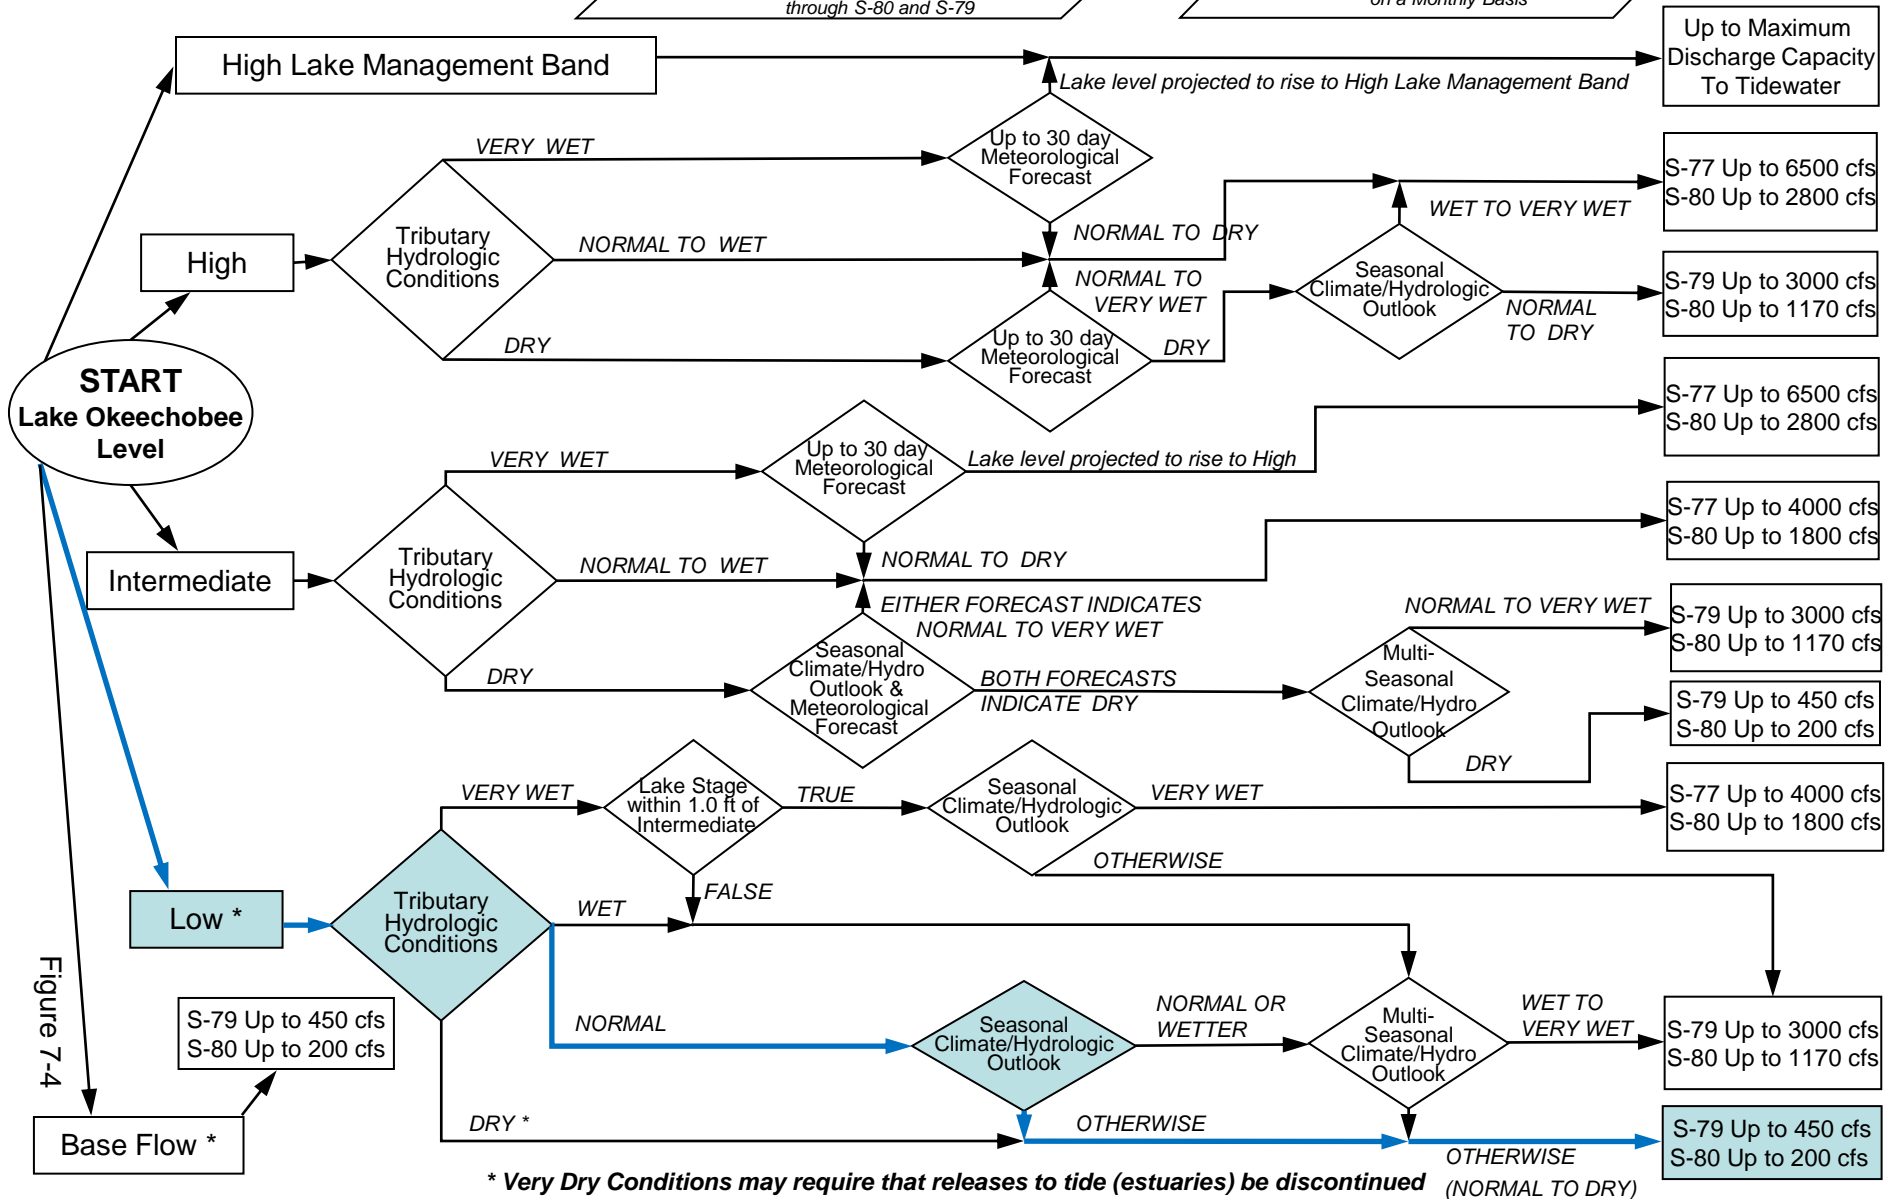 through S-80 and S-79
on a Monthly Basis
High Lake Management Band
Lake level projected to rise to High Lake Management Band
Up to Maximum
Discharge Capacity
To Tidewater
VERY WET
Up to 30 day
Meteorological
Forecast
S-77 Up to 6500 cfs
S-80 Up to 2800 cfs
WET TO VERY WET
High
Tributary
Hydrologic
Conditions
NORMAL TO WET
NORMAL TO DRY
NORMAL TO
VERY WET
Seasonal
Climate/Hydrologic
Outlook
NORMAL
TO DRY
S-79 Up to 3000 cfs
S-80 Up to 1170 cfs
DRY
Up to 30 day
Meteorological
Forecast
DRY
START
Lake Okeechobee
Level
S-77 Up to 6500 cfs
S-80 Up to 2800 cfs
VERY WET
Up to 30 day
Meteorological
Forecast
Lake level projected to rise to High
S-77 Up to 4000 cfs
S-80 Up to 1800 cfs
Intermediate
Tributary
Hydrologic
Conditions
NORMAL TO WET
NORMAL TO DRY
EITHER FORECAST INDICATES
NORMAL TO VERY WET
NORMAL TO VERY WET
S-79 Up to 3000 cfs
S-80 Up to 1170 cfs
DRY
Seasonal
Climate/Hydro
Outlook &
Meteorological
Forecast
BOTH FORECASTS
INDICATE DRY
Multi-
Seasonal
Climate/Hydro
Outlook
DRY
S-79 Up to 450 cfs
S-80 Up to 200 cfs
VERY WET
Lake Stage
within 1.0 ft of
Intermediate
TRUE
Seasonal
Climate/Hydrologic
Outlook
VERY WET
S-77 Up to 4000 cfs
S-80 Up to 1800 cfs
OTHERWISE
FALSE
Low *
Tributary
Hydrologic
Conditions
WET
NORMAL
Seasonal
Climate/Hydrologic
Outlook
NORMAL OR
WETTER
Multi-
Seasonal
Climate/Hydro
Outlook
WET TO
VERY WET
S-79 Up to 3000 cfs
S-80 Up to 1170 cfs
Figure 7-4
S-79 Up to 450 cfs
S-80 Up to 200 cfs
Base Flow *
DRY *
OTHERWISE
OTHERWISE
(NORMAL TO DRY)
S-79 Up to 450 cfs
S-80 Up to 200 cfs
* Very Dry Conditions may require that releases to tide (estuaries) be discontinued